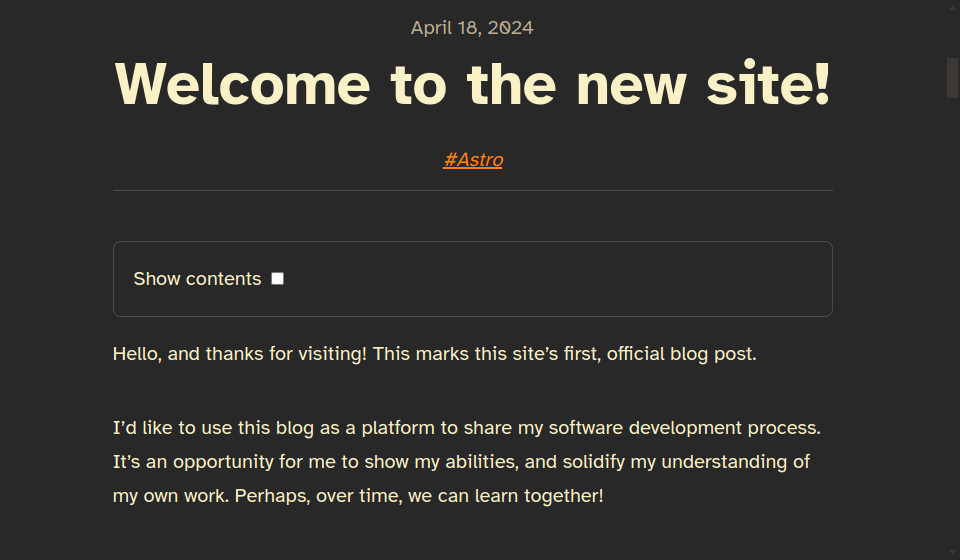 April 18, 2024
Welcome to the new site!
#Astro
Show contents
Hello, and thanks for visiting! This marks this site’s first, official blog post.
I’d like to use this blog as a platform to share my software development process.
It’s an opportunity for me to show my abilities, and solidify my understanding of
my own work. Perhaps, over time, we can learn together!